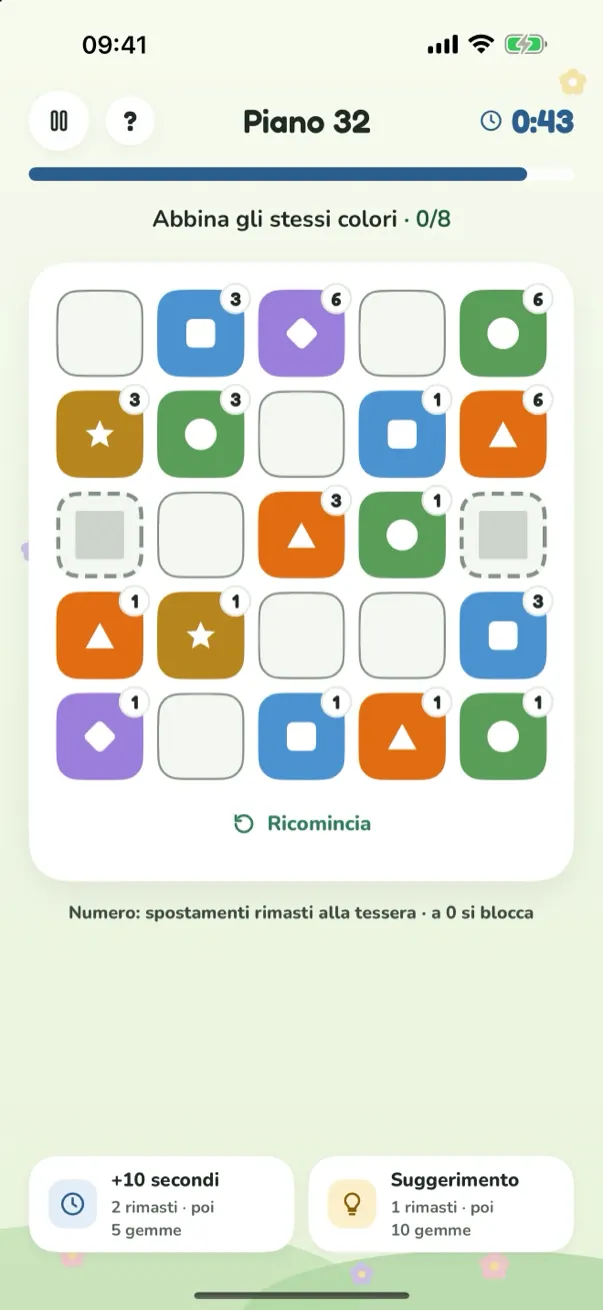 09:41
? Piano 32 0:43
Abbina gli stessi colori · 0/8
3 6 6
3 3 1 6
3 1
1 1 3
1 1 1 1
Ricomincia
Numero: spostamenti rimasti alla tessera · a 0 si blocca
+10 secondi
2 rimasti · poi
5 gemme
Suggerimento
1 rimasti · poi
10 gemme